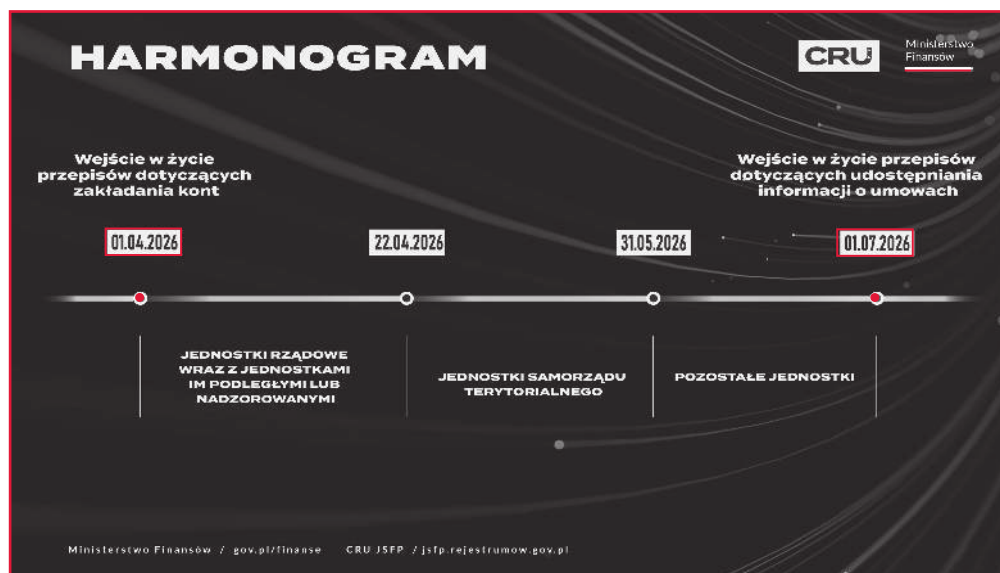 HARMONOGRAM
CRU
Ministerstwo
Finansów
Wejście w życie
przepisów dotyczących
zakładania kont
Wejście w życie przepisów
dotyczących udostępniania
informacji o umowach
01.04.2026
22.04.2026
31.05.2026
01.07.2026
JEDNOSTKI RZĄDOWE
WRAZ Z JEDNOSTKAMI
IM PODLEGŁYMI LUB
NADZOROWANYMI
JEDNOSTKI SAMORZĄDU
TERYTORIALNEGO
POZOSTAŁE JEDNOSTKI
Ministerstwo Finansów / gov.pl/finanse CRU JSFP / jsfp.rejestrumow.gov.pl